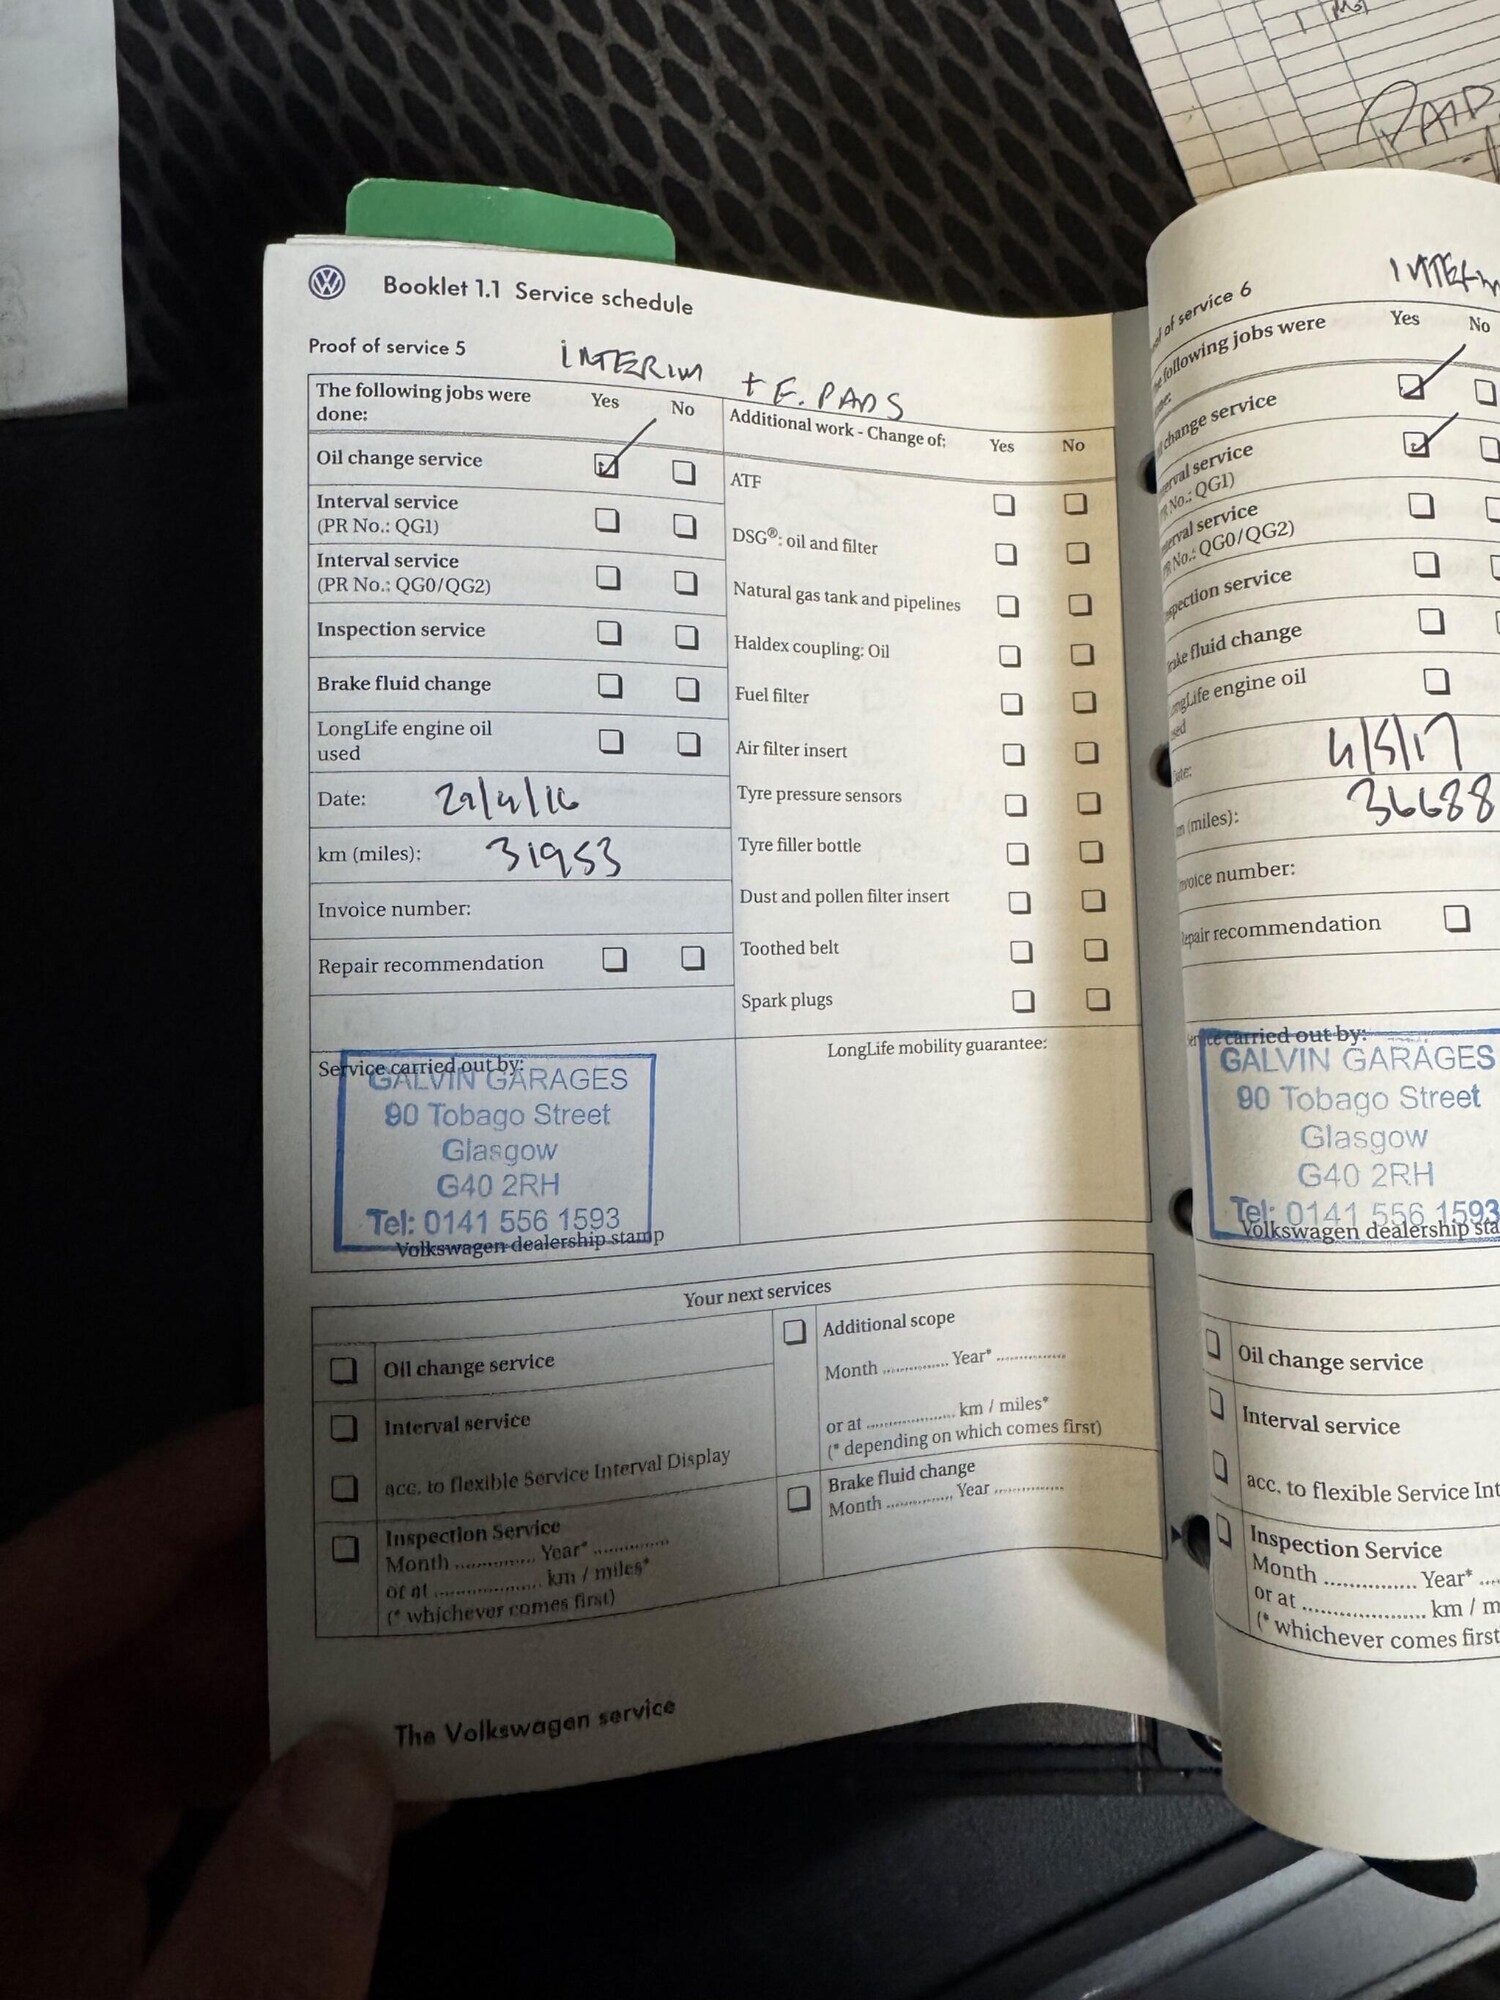 Booklet 1.1 Service schedule
Proof of service 5
INTERIM + F. PADS
The following jobs were done: Yes No
Oil change service
Interval service
(PR No.: QG1)
Interval service
(PR No.: QG0/QG2)
Inspection service
Brake fluid change
LongLife engine oil
used
Date: 29/4/16
km (miles): 31953
Invoice number:
Repair recommendation
Service carried out by:
GALVIN GARAGES
90 Tobago Street
Glasgow
G40 2RH
Tel: 0141 556 1593
Volkswagen dealership stamp
Additional work - Change of: Yes No
ATF
DSG®: oil and filter
Natural gas tank and pipelines
Haldex coupling: Oil
Fuel filter
Air filter insert
Tyre pressure sensors
Tyre filler bottle
Dust and pollen filter insert
Toothed belt
Spark plugs
LongLife mobility guarantee:
Your next services
Oil change service
Interval service
acc. to flexible Service Interval Display
Inspection Service
Month .............. Year* ..............
or at .................... km / miles*
(* whichever comes first)
Additional scope
Month ............. Year* ..............
or at .................. km / miles*
(* depending on which comes first)
Brake fluid change
Month ............. Year ..............
The Volkswagen service
of service 6
following jobs were
Yes No
change service
service
No.: QG1)
service
No.: QG0/QG2)
service
fluid change
engine oil
4/5/17
(miles): 36688
number:
recommendation
carried out by:
GALVIN GARAGES
90 Tobago Street
Glasgow
G40 2RH
Tel: 0141 556 1593
Volkswagen dealership
Oil change service
Interval service
acc. to flexible Service
Inspection Service
Month ............... Year*
or at ..................... km /
(* whichever comes first
PAID